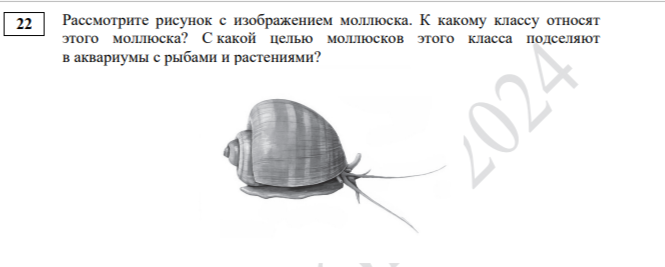 22
Рассмотрите рисунок с изображением моллюска. К какому классу относят
этого моллюска? С какой целью моллюсков этого класса подселяют
в аквариумы с рыбами и растениями?
2024